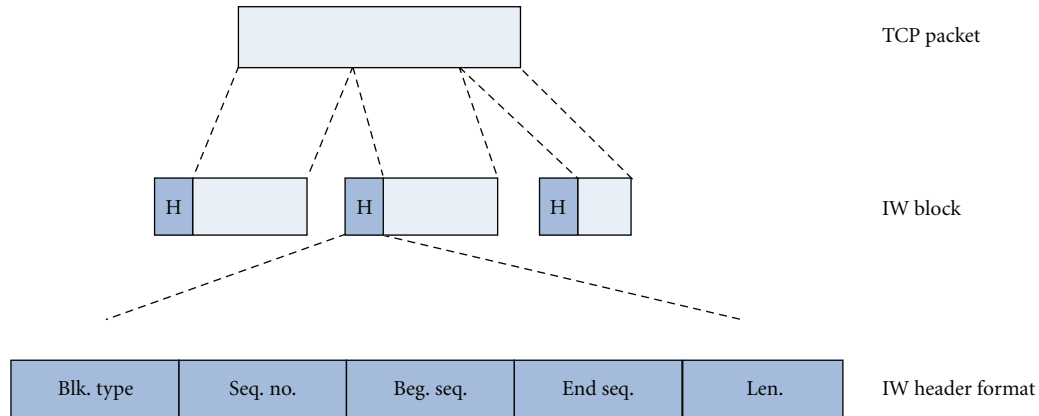 TCP packet
H
H
H
IW block
Blk. type
Seq. no.
Beg. seq.
End seq.
Len.
IW header format